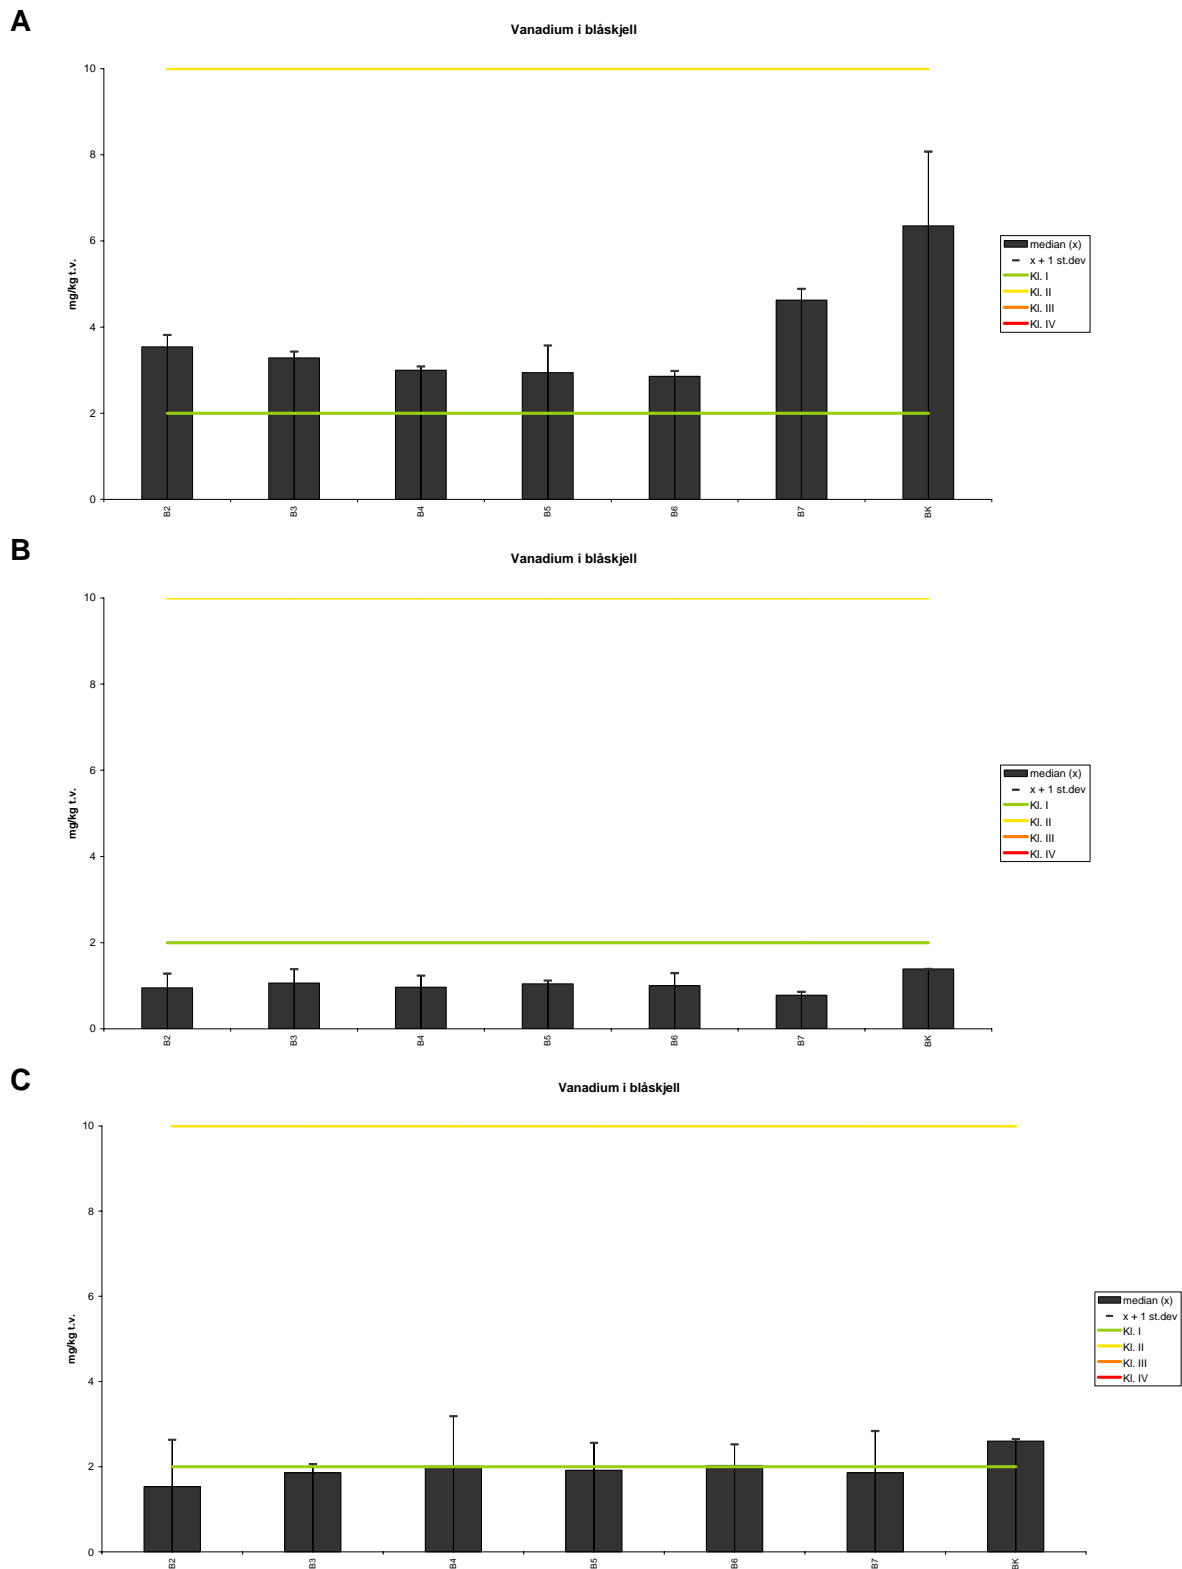 A
Vanadium i blåskjell
10
8
6
4
2
0
mg/kg t.v.
B2
B3
B4
B5
B6
B7
BK
median (x)
x + 1 st.dev
Kl. I
Kl. II
Kl. III
Kl. IV
B
Vanadium i blåskjell
10
8
6
4
2
0
mg/kg t.v.
B2
B3
B4
B5
B6
B7
BK
median (x)
x + 1 st.dev
Kl. I
Kl. II
Kl. III
Kl. IV
C
Vanadium i blåskjell
10
8
6
4
2
0
mg/kg t.v.
B2
B3
B4
B5
B6
B7
BK
median (x)
x + 1 st.dev
Kl. I
Kl. II
Kl. III
Kl. IV